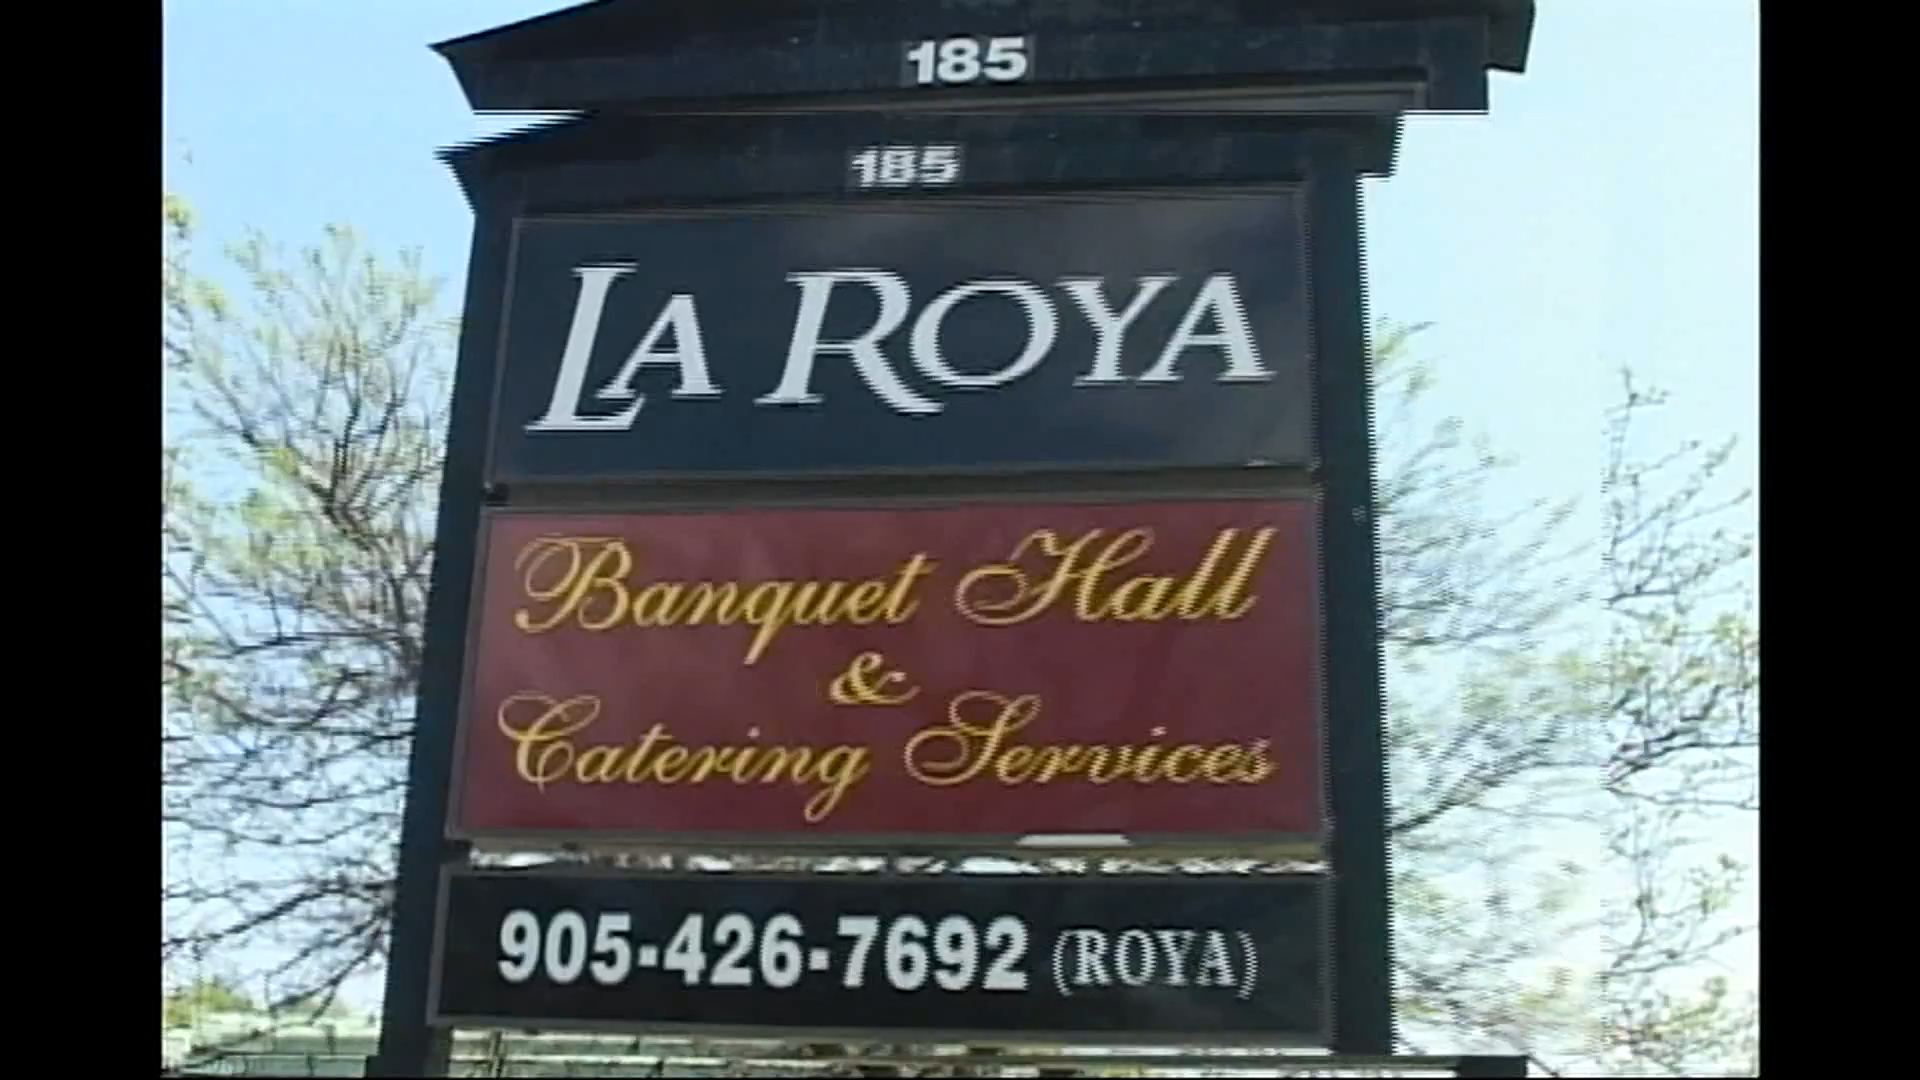 185
185
LA ROYA
Banquet Hall
&
Catering Services
905-426-7692 (ROYA)